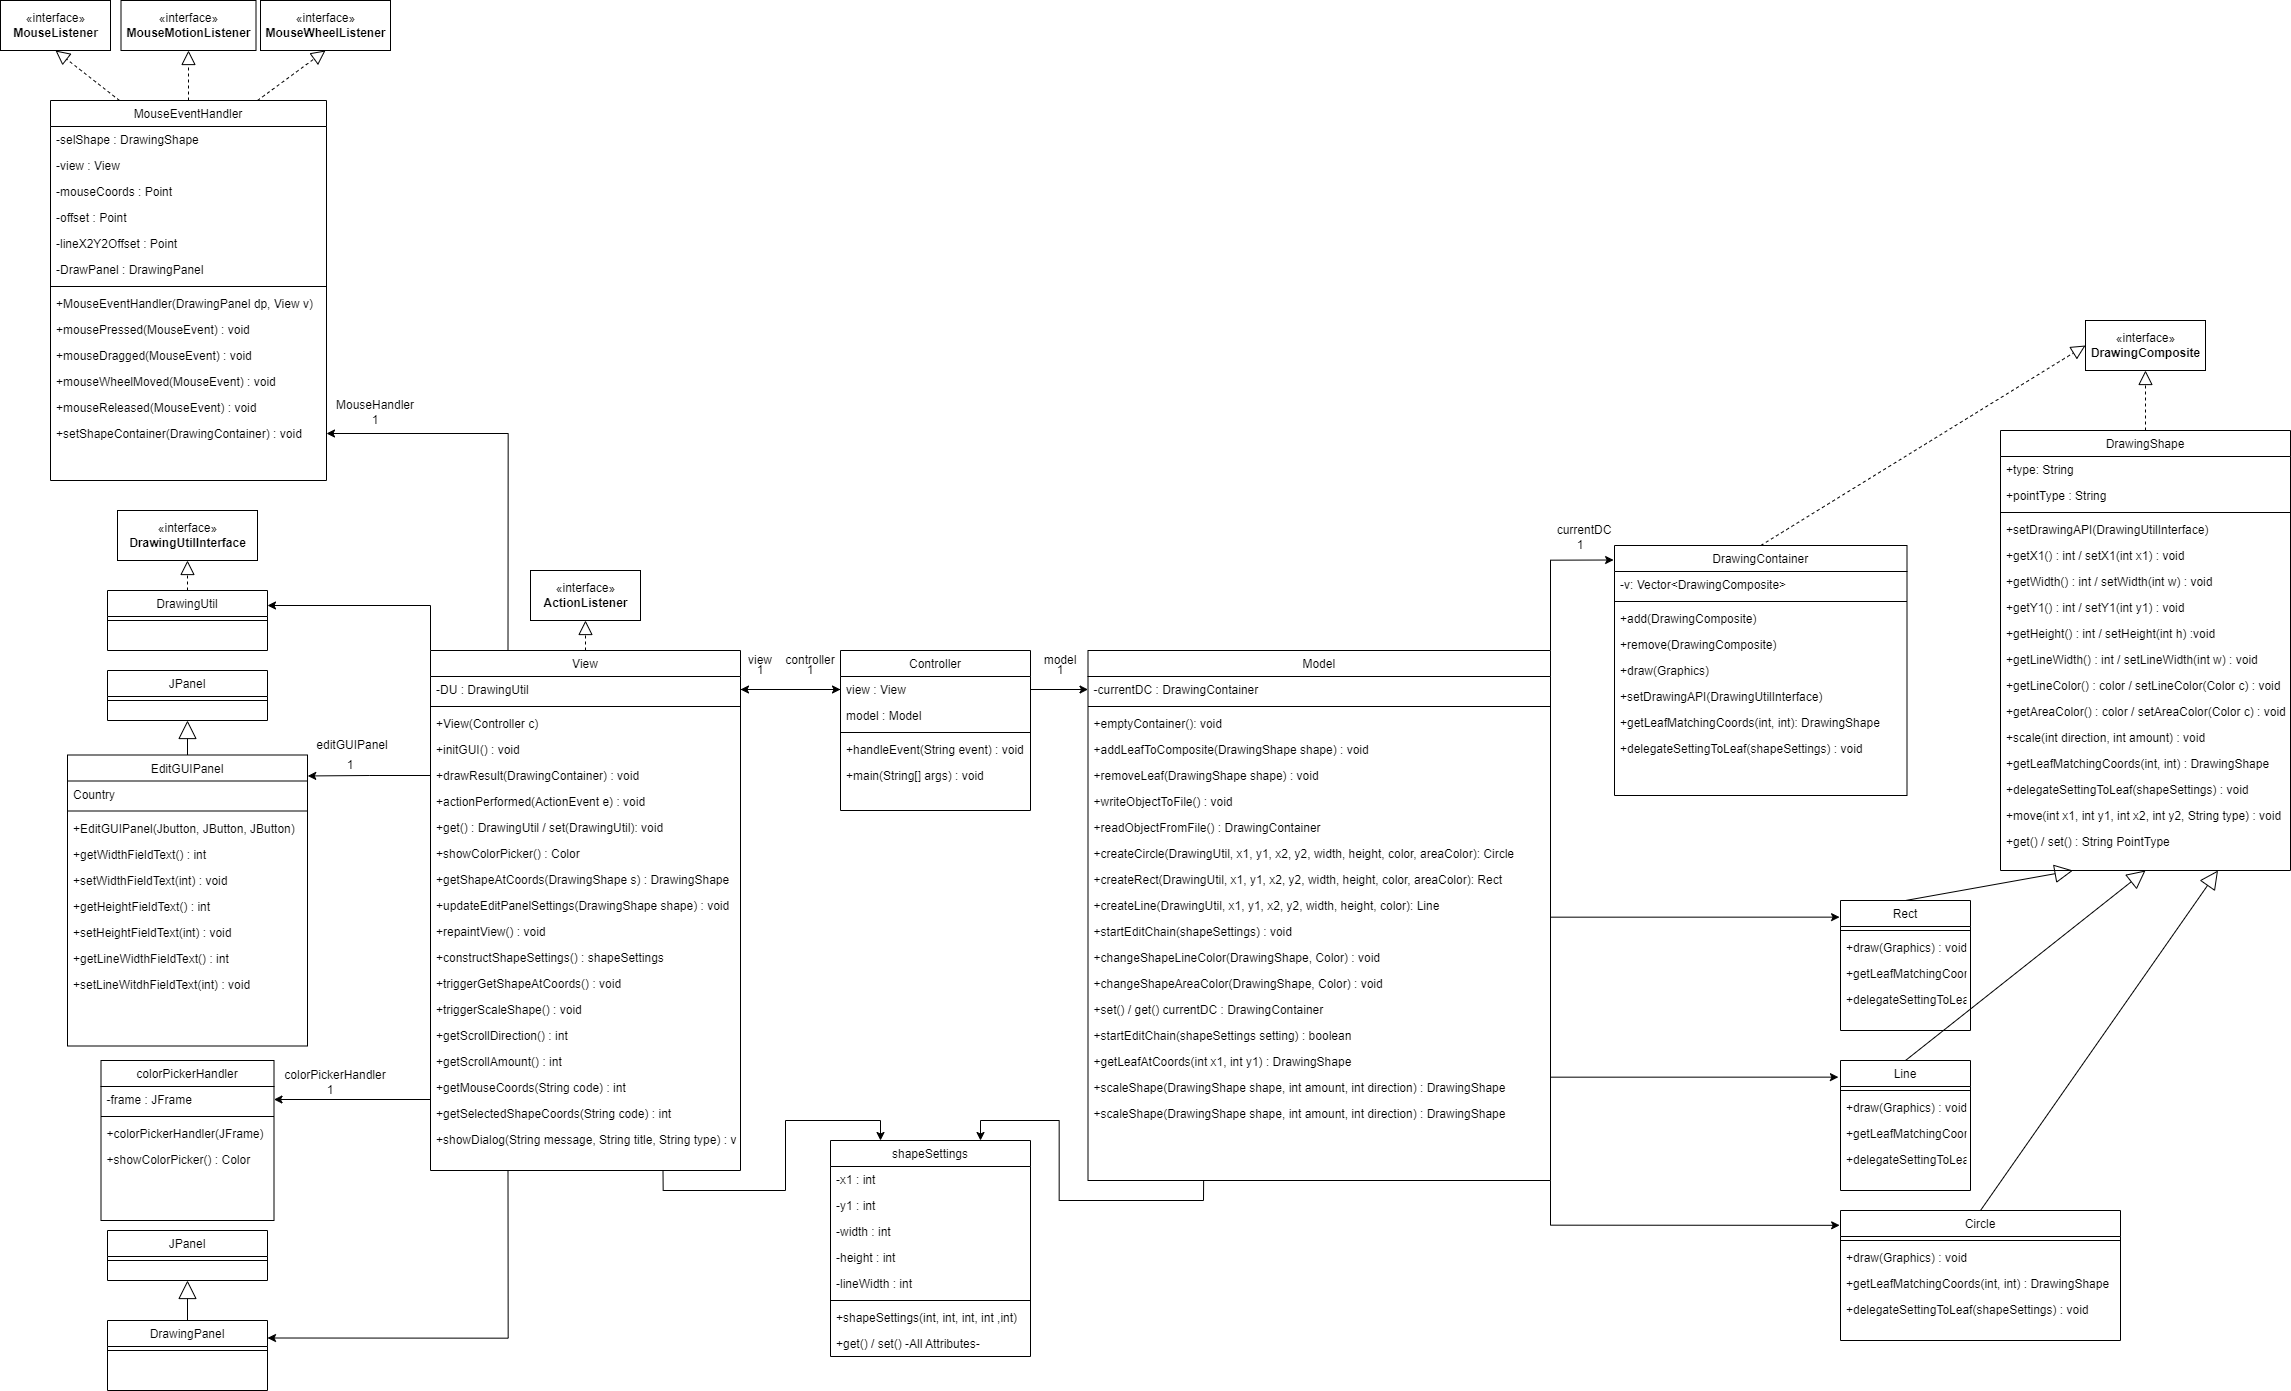 «interface»
MouseListener
«interface»
MouseMotionListener
«interface»
MouseWheelListener
MouseEventHandler
-selShape : DrawingShape
-view : View
-mouseCoords : Point
-offset : Point
-lineX2Y2Offset : Point
-DrawPanel : DrawingPanel
+MouseEventHandler(DrawingPanel dp, View v)
+mousePressed(MouseEvent) : void
+mouseDragged(MouseEvent) : void
+mouseWheelMoved(MouseEvent) : void
+mouseReleased(MouseEvent) : void
+setShapeContainer(DrawingContainer) : void
MouseHandler
1
«interface»
DrawingUtilInterface
DrawingUtil
JPanel
EditGUIPanel
Country
+EditGUIPanel(Jbutton, JButton, JButton)
+getWidthFieldText() : int
+setWidthFieldText(int) : void
+getHeightFieldText() : int
+setHeightFieldText(int) : void
+getLineWidthFieldText() : int
+setLineWitdhFieldText(int) : void
editGUIPanel
1
colorPickerHandler
-frame : JFrame
+colorPickerHandler(JFrame)
+showColorPicker() : Color
colorPickerHandler
1
JPanel
DrawingPanel
«interface»
ActionListener
View
-DU : DrawingUtil
+View(Controller c)
+initGUI() : void
+drawResult(DrawingContainer) : void
+actionPerformed(ActionEvent e) : void
+get() : DrawingUtil / set(DrawingUtil): void
+showColorPicker() : Color
+getShapeAtCoords(DrawingShape s) : DrawingShape
+updateEditPanelSettings(DrawingShape shape) : void
+repaintView() : void
+constructShapeSettings() : shapeSettings
+triggerGetShapeAtCoords() : void
+triggerScaleShape() : void
+getScrollDirection() : int
+getScrollAmount() : int
+getMouseCoords(String code) : int
+getSelectedShapeCoords(String code) : int
+showDialog(String message, String title, String type) : v
view
1
controller
1
Controller
view : View
model : Model
+handleEvent(String event) : void
+main(String[] args) : void
model
1
shapeSettings
-x1 : int
-y1 : int
-width : int
-height : int
-lineWidth : int
+shapeSettings(int, int, int, int ,int)
+get() / set() -All Attributes-
Model
-currentDC : DrawingContainer
+emptyContainer(): void
+addLeafToComposite(DrawingShape shape) : void
+removeLeaf(DrawingShape shape) : void
+writeObjectToFile() : void
+readObjectFromFile() : DrawingContainer
+createCircle(DrawingUtil, x1, y1, x2, y2, width, height, color, areaColor): Circle
+createRect(DrawingUtil, x1, y1, x2, y2, width, height, color, areaColor): Rect
+createLine(DrawingUtil, x1, y1, x2, y2, width, height, color): Line
+startEditChain(shapeSettings) : void
+changeShapeLineColor(DrawingShape, Color) : void
+changeShapeAreaColor(DrawingShape, Color) : void
+set() / get() currentDC : DrawingContainer
+startEditChain(shapeSettings setting) : boolean
+getLeafAtCoords(int x1, int y1) : DrawingShape
+scaleShape(DrawingShape shape, int amount, int direction) : DrawingShape
+scaleShape(DrawingShape shape, int amount, int direction) : DrawingShape
currentDC
1
DrawingContainer
-v: Vector<DrawingComposite>
+add(DrawingComposite)
+remove(DrawingComposite)
+draw(Graphics)
+setDrawingAPI(DrawingUtilInterface)
+getLeafMatchingCoords(int, int): DrawingShape
+delegateSettingToLeaf(shapeSettings) : void
«interface»
DrawingComposite
DrawingShape
+type: String
+pointType : String
+setDrawingAPI(DrawingUtilInterface)
+getX1() : int / setX1(int x1) : void
+getWidth() : int / setWidth(int w) : void
+getY1() : int / setY1(int y1) : void
+getHeight() : int / setHeight(int h) :void
+getLineWidth() : int / setLineWidth(int w) : void
+getLineColor() : color / setLineColor(Color c) : void
+getAreaColor() : color / setAreaColor(Color c) : void
+scale(int direction, int amount) : void
+getLeafMatchingCoords(int, int) : DrawingShape
+delegateSettingToLeaf(shapeSettings) : void
+move(int x1, int y1, int x2, int y2, String type) : void
+get() / set() : String PointType
Rect
+draw(Graphics) : void
+getLeafMatchingCoor
+delegateSettingToLea
Line
+draw(Graphics) : void
+getLeafMatchingCoor
+delegateSettingToLea
Circle
+draw(Graphics) : void
+getLeafMatchingCoords(int, int) : DrawingShape
+delegateSettingToLeaf(shapeSettings) : void